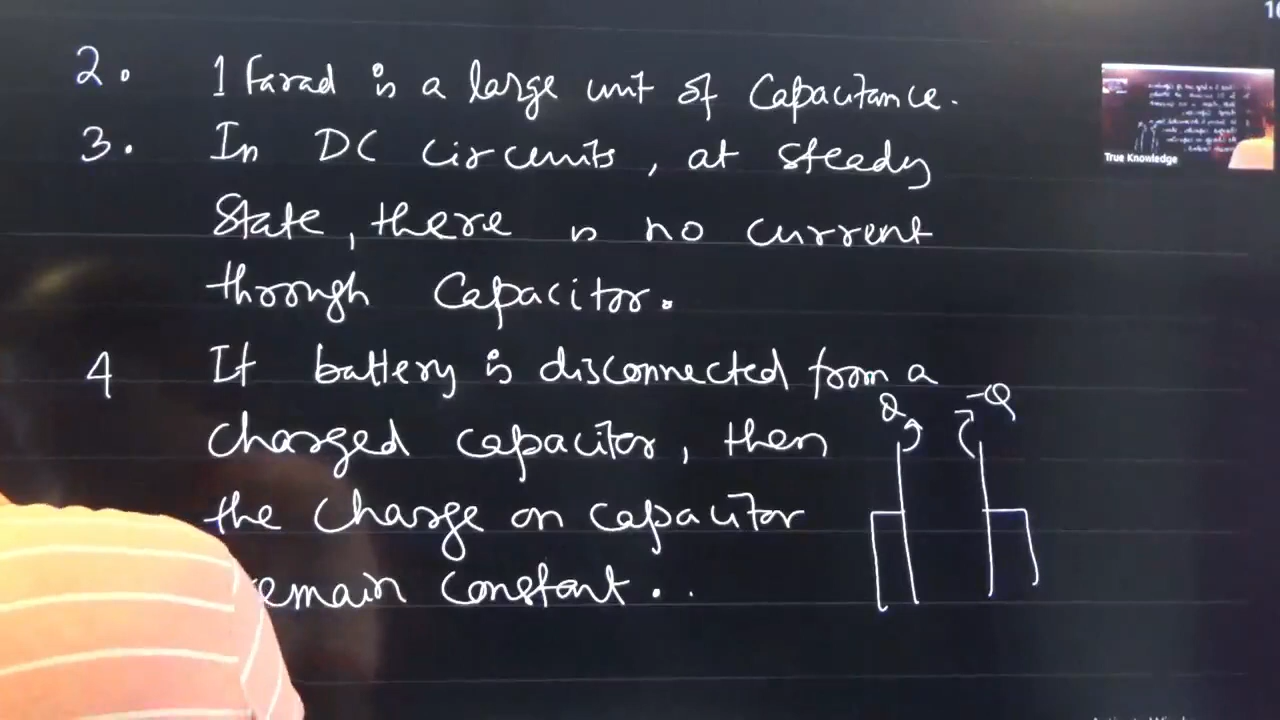 2. 1 farad is a large unit of Capacitance.
3. In DC circuits, at steady
State, there is no current
through Capacitor.
4 If battery is disconnected from a
charged capacitor, then
the charge on capacitor
remain constant.
Q -Q
True Knowledge